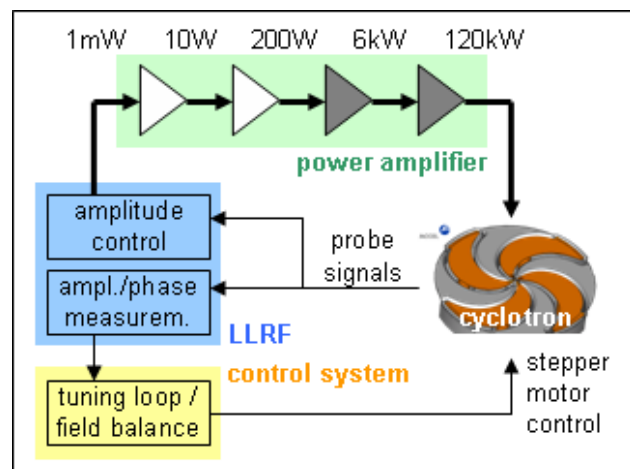 1mW 10W 200W 6kW 120kW
power amplifier
amplitude
control
probe
signals
ampl./phase
measurem.
cyclotron
LLRF
control system
tuning loop /
field balance
stepper
motor
control